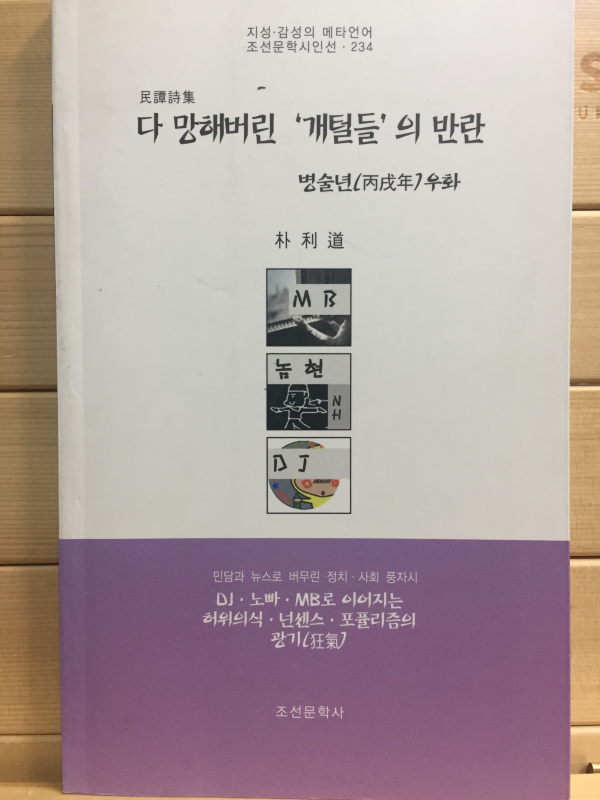 지성·감성의 메타언어
조선문학시인선·234
民譚詩集
다 망해버린 '개털들'의 반란
병술년(丙戌年)우화
朴利道
MB
놈현
NH
DJ
민담과 뉴스로 버무린 정치·사회 풍자시
DJ·노빠·MB로 이어지는
허위의식·넌센스·포퓰리즘의
광기(狂氣)
조선문학사